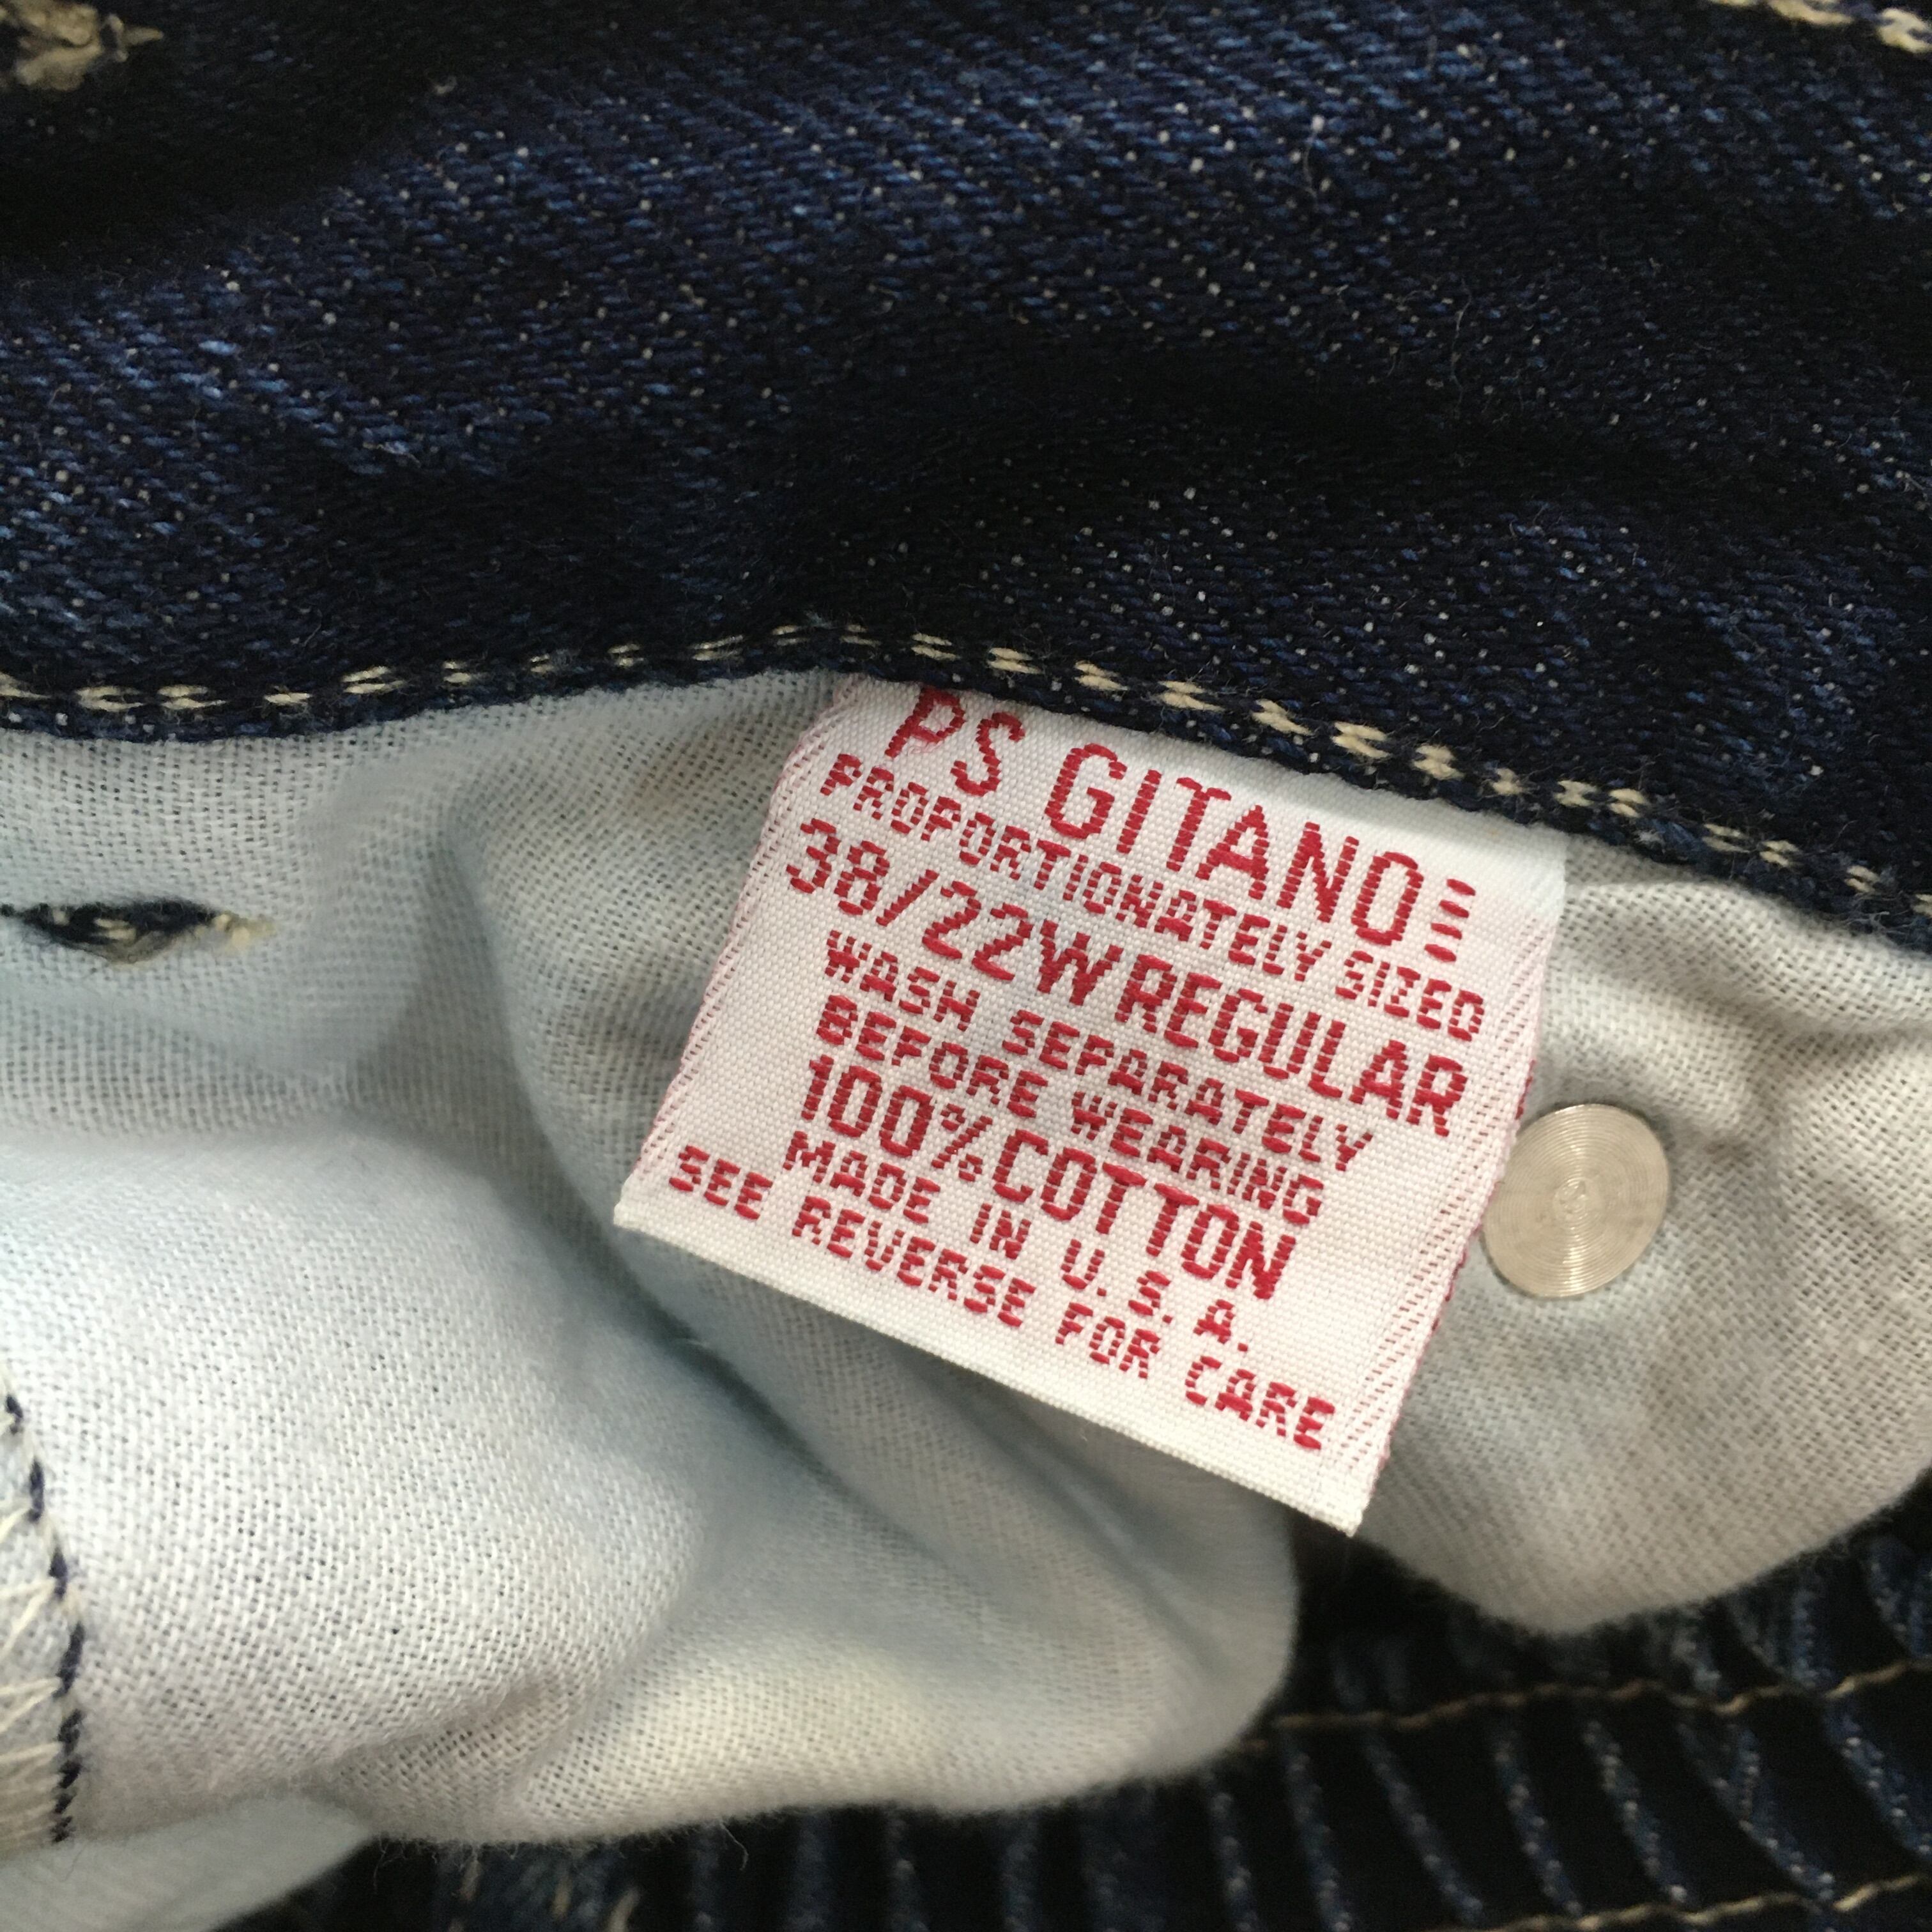 PS GITANO
PROPORTIONATELY SIZED
38/22W REGULAR
WASH SEPARATELY
BEFORE WEARING
100% COTTON
MADE IN U.S.A.
SEE REVERSE FOR CARE